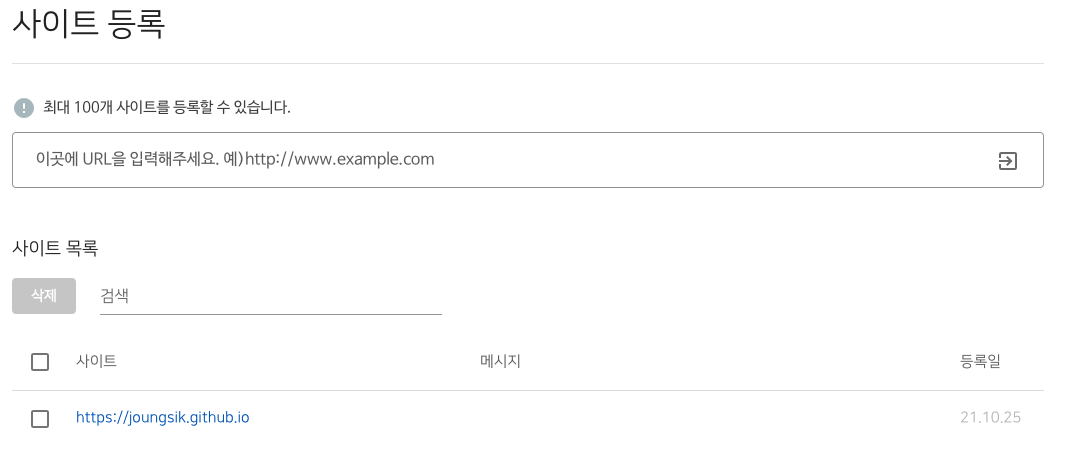 사이트 등록
최대 100개 사이트를 등록할 수 있습니다.
이곳에 URL을 입력해주세요. 예)http://www.example.com
사이트 목록
삭제 검색
사이트 메시지 등록일
https://joungsik.github.io 21.10.25